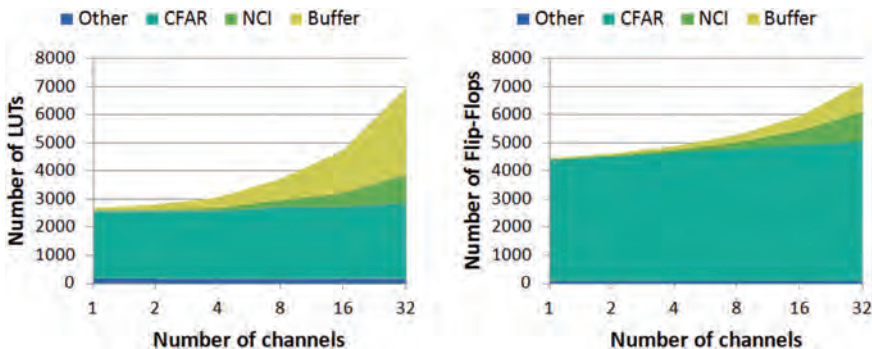 Other CFAR NCI Buffer
Number of LUTs
8000
7000
6000
5000
4000
3000
2000
1000
0
1 2 4 8 16 32
Number of channels
Other CFAR NCI Buffer
Number of Flip-Flops
8000
7000
6000
5000
4000
3000
2000
1000
0
1 2 4 8 16 32
Number of channels